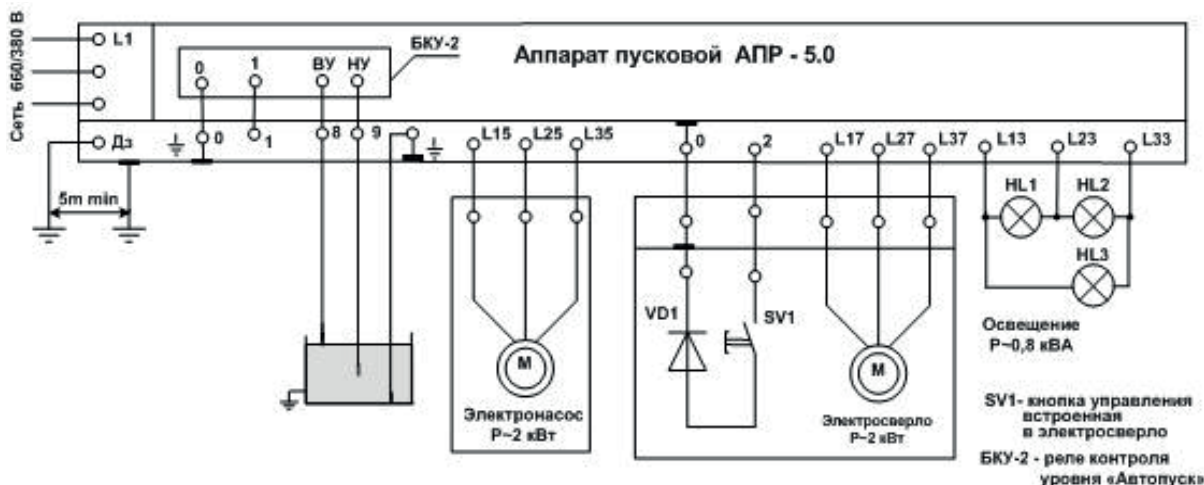 Сеть 660/380 В
L1
БКУ-2
Аппарат пусковой АПР - 5.0
0
1
ВУ
НУ
Дз
0
1
8
9
L15
L25
L35
0
2
L17
L27
L37
L13
L23
L33
5m min
HL1
HL2
HL3
VD1
SV1
М
М
Электронасос
Р~2 кВт
Электросверло
Р~2 кВт
Освещение
Р~0,8 кВА
SV1- кнопка управления
встроенная
в электросверло
БКУ-2 - реле контроля
уровня «Автопуск»